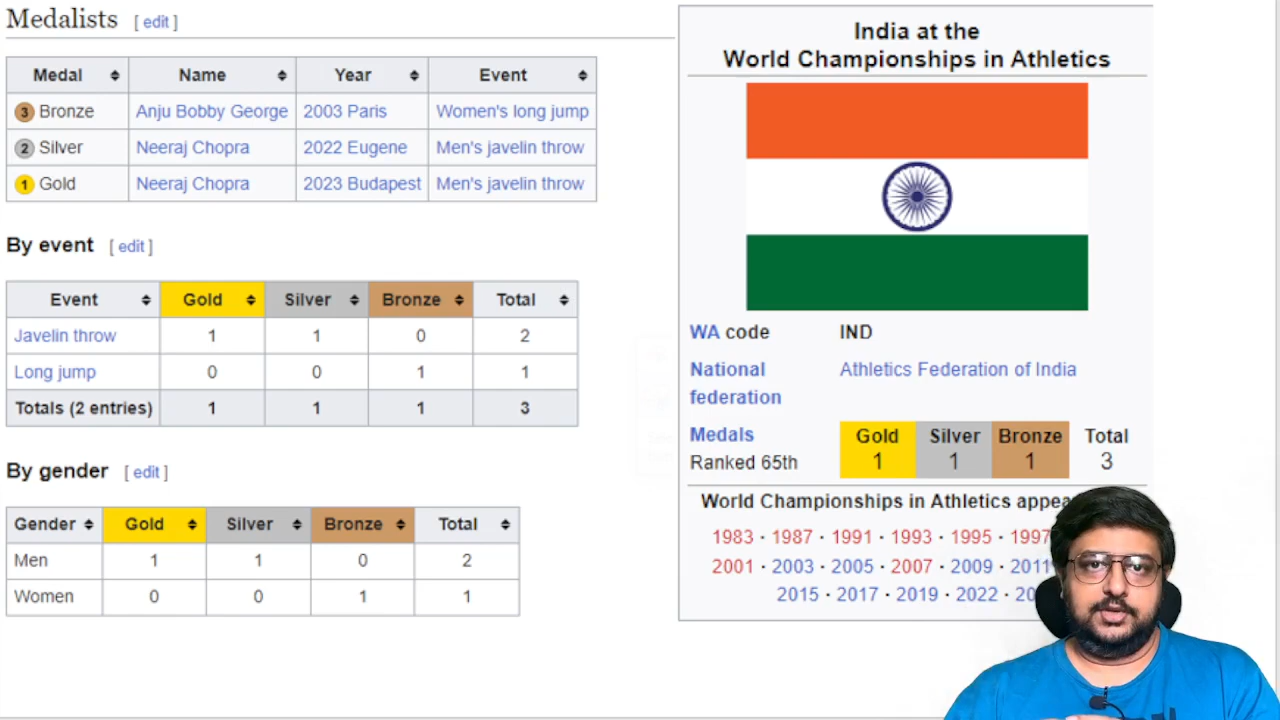 Medalists [ edit ]
Medal Name Year Event
3 Bronze Anju Bobby George 2003 Paris Women's long jump
2 Silver Neeraj Chopra 2022 Eugene Men's javelin throw
1 Gold Neeraj Chopra 2023 Budapest Men's javelin throw
By event [ edit ]
Event Gold Silver Bronze Total
Javelin throw 1 1 0 2
Long jump 0 0 1 1
Totals (2 entries) 1 1 1 3
By gender [ edit ]
Gender Gold Silver Bronze Total
Men 1 1 0 2
Women 0 0 1 1
India at the
World Championships in Athletics
WA code IND
National Athletics Federation of India
federation
Medals Gold Silver Bronze Total
Ranked 65th 1 1 1 3
World Championships in Athletics
1983 · 1987 · 1991 · 1993 · 1995 · 1997
2001 · 2003 · 2005 · 2007 · 2009 · 2011
2015 · 2017 · 2019 · 2022 ·